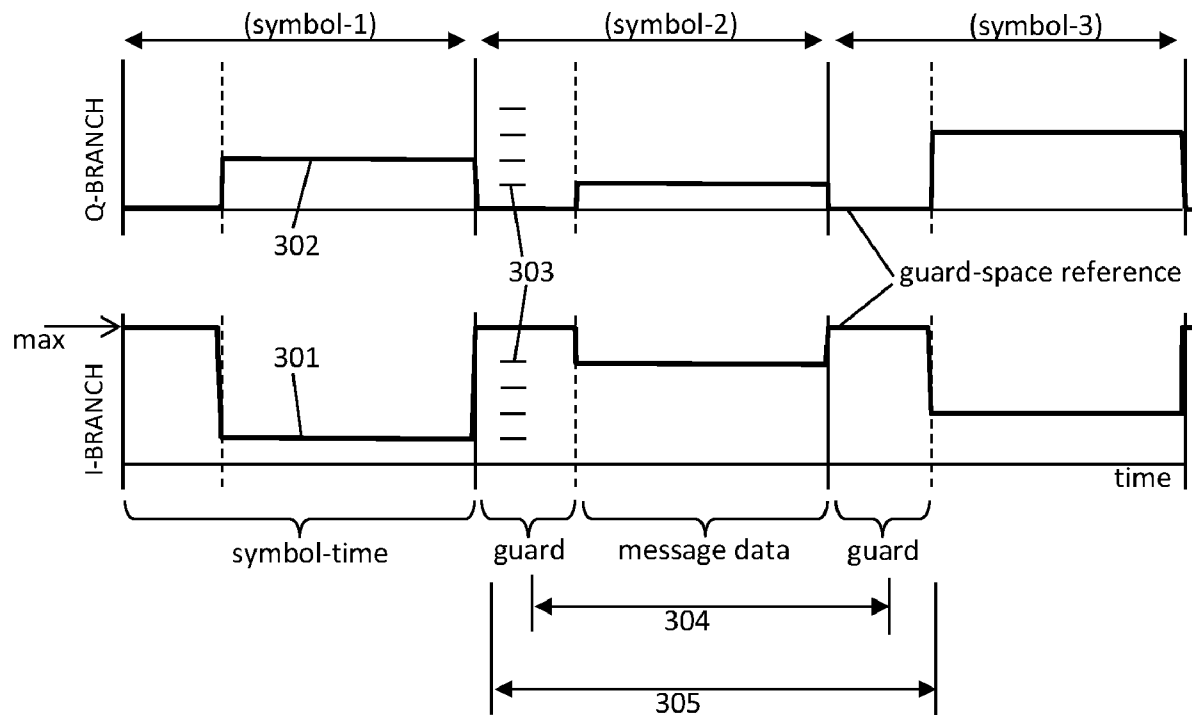 (symbol-1)
(symbol-2)
(symbol-3)
Q-BRANCH
302
303
guard-space reference
max
301
I-BRANCH
time
symbol-time
guard
message data
guard
304
305